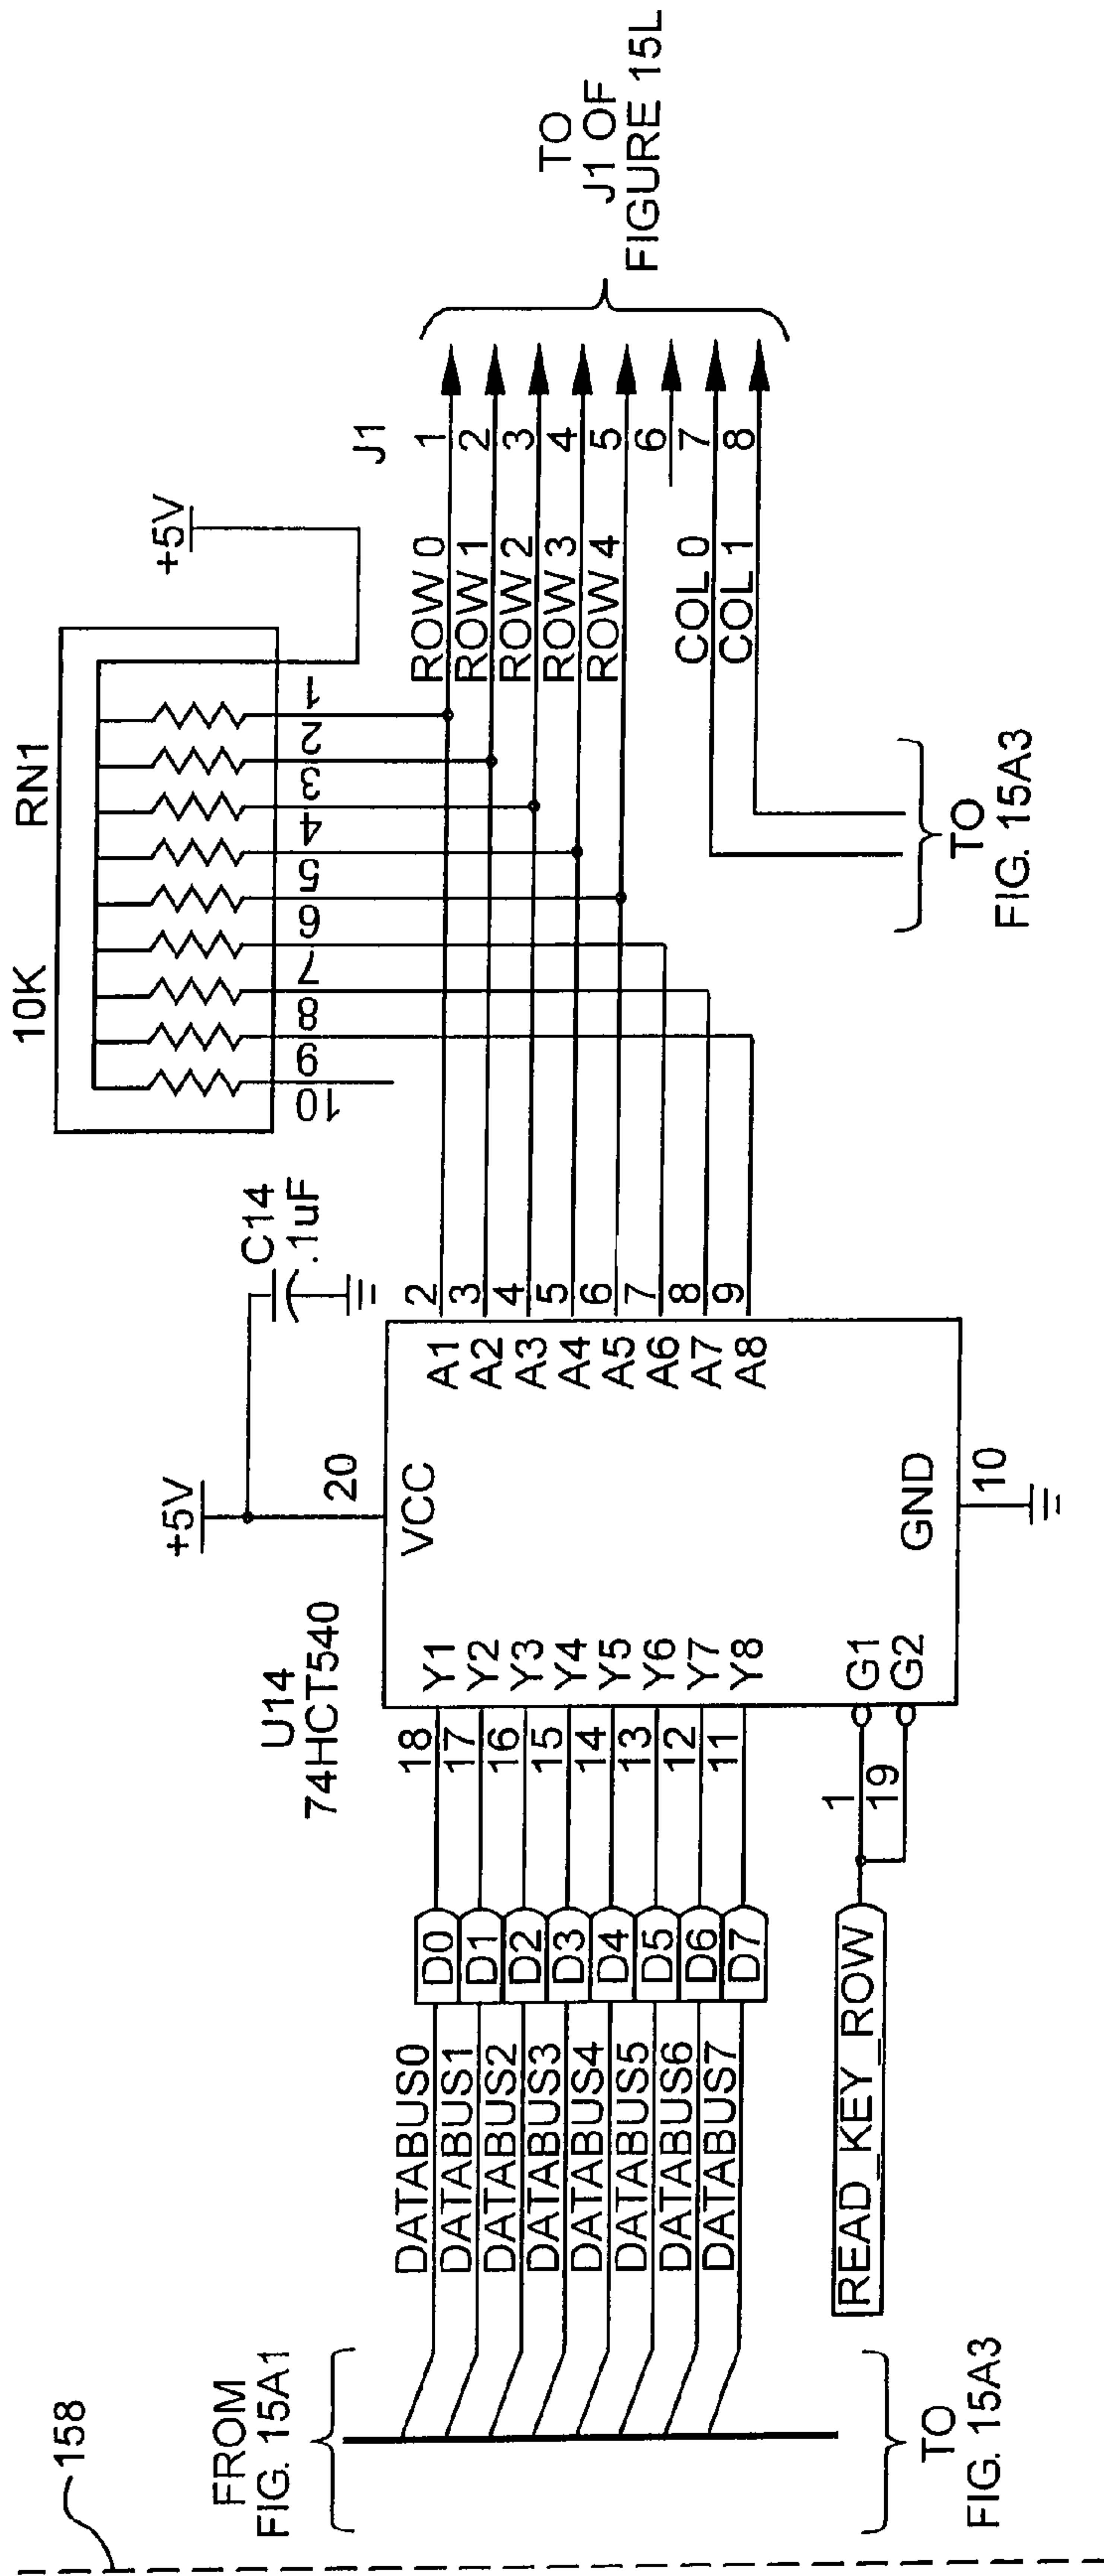 158
FROM
FIG. 15A1
TO
FIG. 15A3
DATABUS0
DATABUS1
DATABUS2
DATABUS3
DATABUS4
DATABUS5
DATABUS6
DATABUS7
D0
D1
D2
D3
D4
D5
D6
D7
READ_KEY_ROW
18
17
16
15
14
13
12
11
1
19
U14
74HCT540
Y1
Y2
Y3
Y4
Y5
Y6
Y7
Y8
G1
G2
+5V
20
VCC
GND
10
C14
.1uF
A1
A2
A3
A4
A5
A6
A7
A8
2
3
4
5
6
7
8
9
10K RN1
10
9
8
7
6
5
4
3
2
1
+5V
TO
FIG. 15A3
ROW 0
ROW 1
ROW 2
ROW 3
ROW 4
COL 0
COL 1
J1
1
2
3
4
5
6
7
8
TO
J1 OF
FIGURE 15L